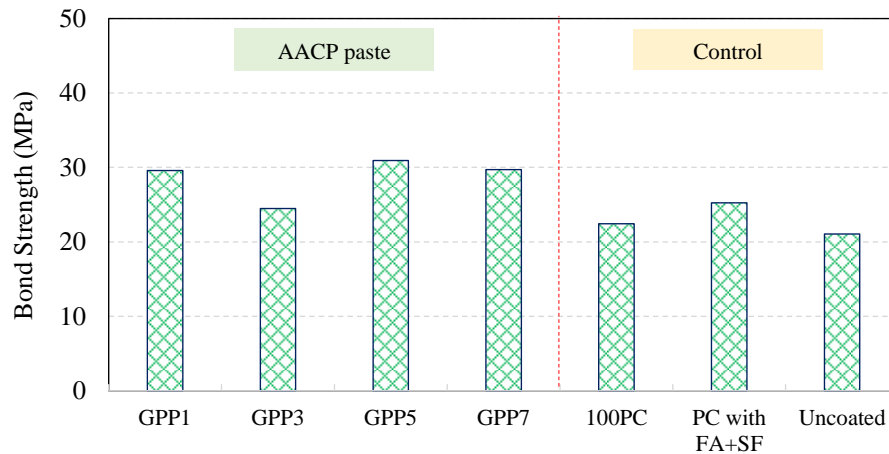 AACP paste
Control
Bond Strength (MPa)
50
40
30
20
10
0
GPP1
GPP3
GPP5
GPP7
100PC
PC with
FA+SF
Uncoated